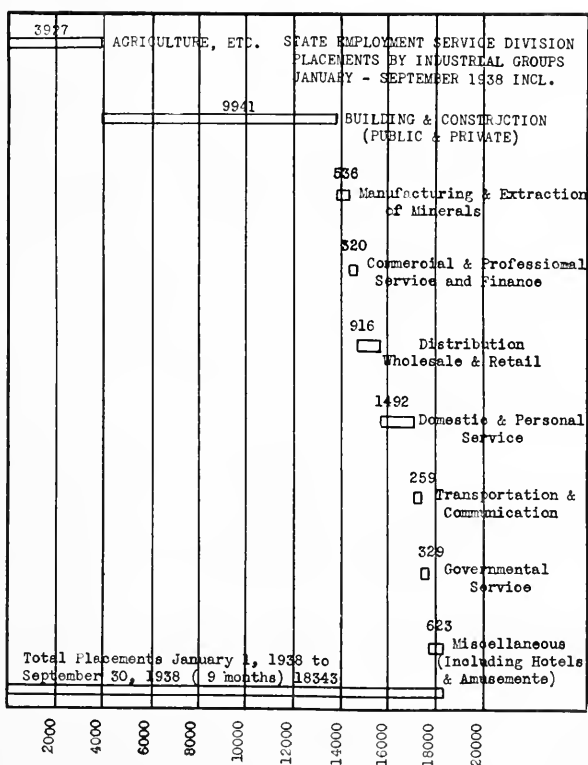 3927
AGRICULTURE, ETC.
STATE EMPLOYMENT SERVICE DIVISION
PLACEMENTS BY INDUSTRIAL GROUPS
JANUARY - SEPTEMBER 1938 INCL.
9941
BUILDING & CONSTRJCTION
(PUBLIC & PRIVATE)
536
Manufacturing & Extraction
of Minerals
320
Commercial & Professional
Service and Finance
916
Distribution
Wholesale & Retail
1492
Domestic & Personal
Service
259
Transportation &
Communication
329
Governmental
Service
623
Miscellaneous
(Including Hotels
& Amusements)
Total Placements January 1, 1938 to
September 30, 1938 ( 9 months) 18343
2000
4000
6000
8000
10000
12000
14000
16000
18000
20000